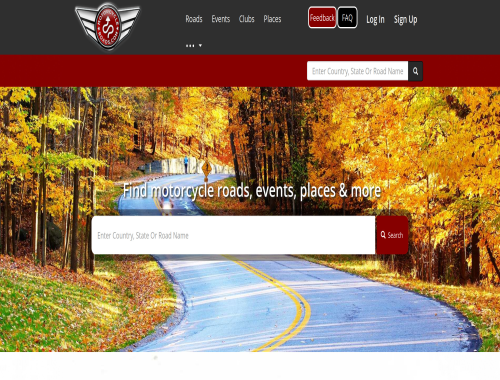 Roads Events Clubs Places
Feedback FAQ Log In Sign Up
Enter Country, State Or Road Name
Find motorcycle roads, events, places & more
Enter Country, State Or Road Name
Search